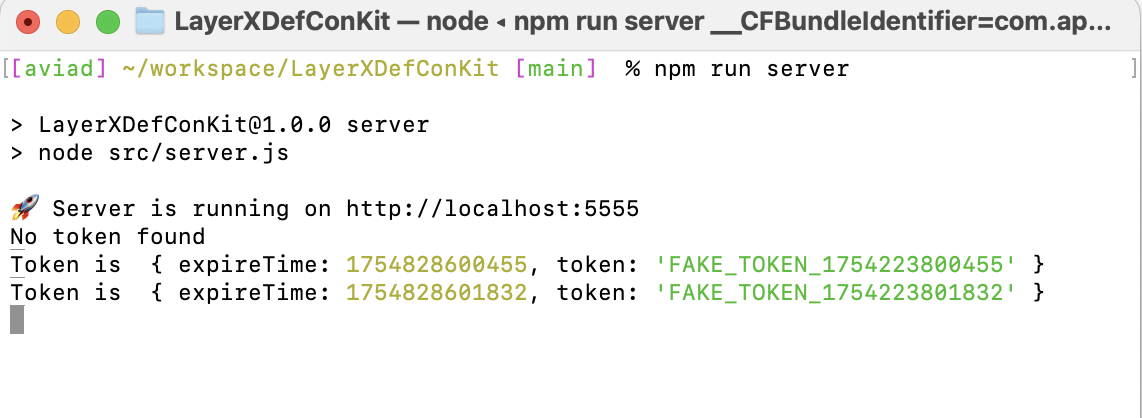 LayerXDefConKit — node ◂ npm run server __CFBundleIdentifier=com.ap...
[[aviad] ~/workspace/LayerXDefConKit [main]  % npm run server ]
> LayerXDefConKit@1.0.0 server
> node src/server.js
🚀 Server is running on http://localhost:5555
No token found
Token is  { expireTime: 1754828600455, token: 'FAKE_TOKEN_1754223800455' }
Token is  { expireTime: 1754828601832, token: 'FAKE_TOKEN_1754223801832' }